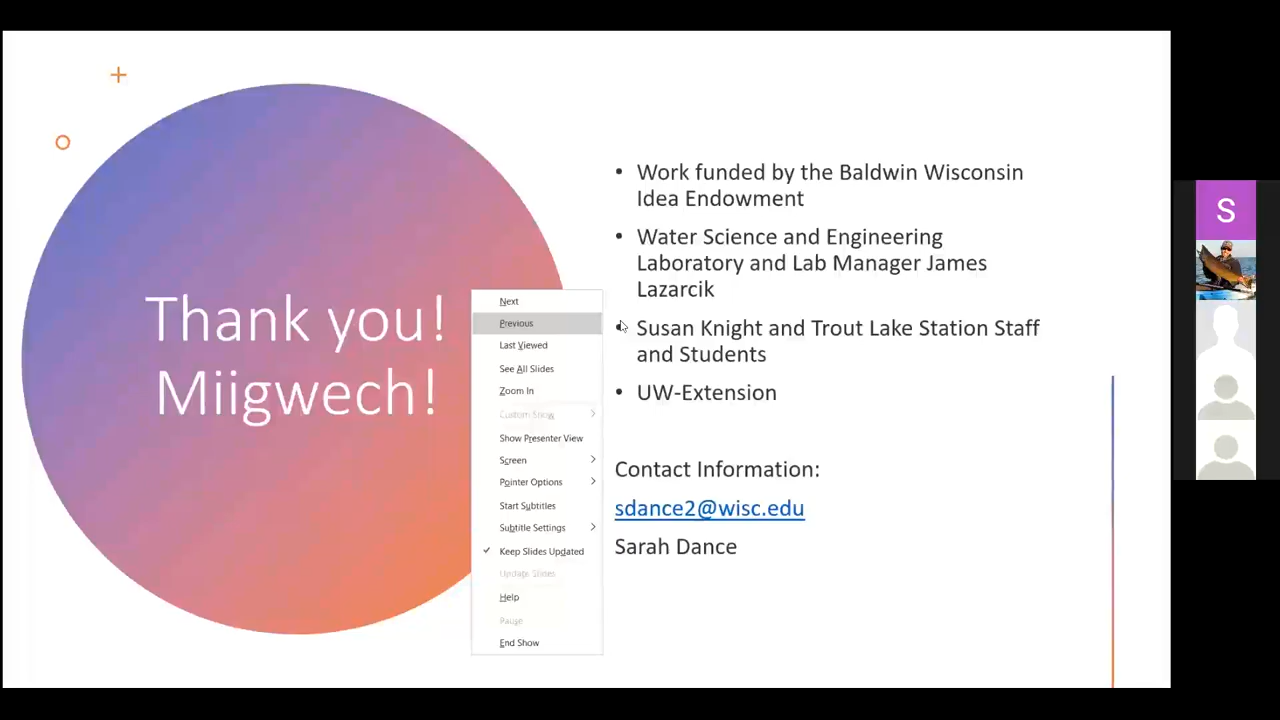 Thank you!
Miigwech!
• Work funded by the Baldwin Wisconsin
Idea Endowment
• Water Science and Engineering
Laboratory and Lab Manager James
Lazarcik
• Susan Knight and Trout Lake Station Staff
and Students
• UW-Extension
Contact Information:
sdance2@wisc.edu
Sarah Dance
Next
Previous
Last Viewed
See All Slides
Zoom In
Custom Show
Show Presenter View
Screen
Pointer Options
Start Subtitles
Subtitle Settings
Keep Slides Updated
Update Slides
Help
Pause
End Show
S